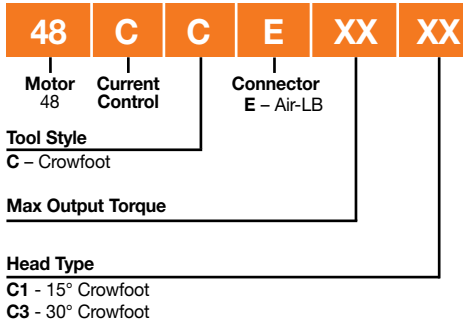 48 C C E XX XX
Motor Current Connector
48 Control E – Air-LB
Tool Style
C – Crowfoot
Max Output Torque
Head Type
C1 - 15° Crowfoot
C3 - 30° Crowfoot